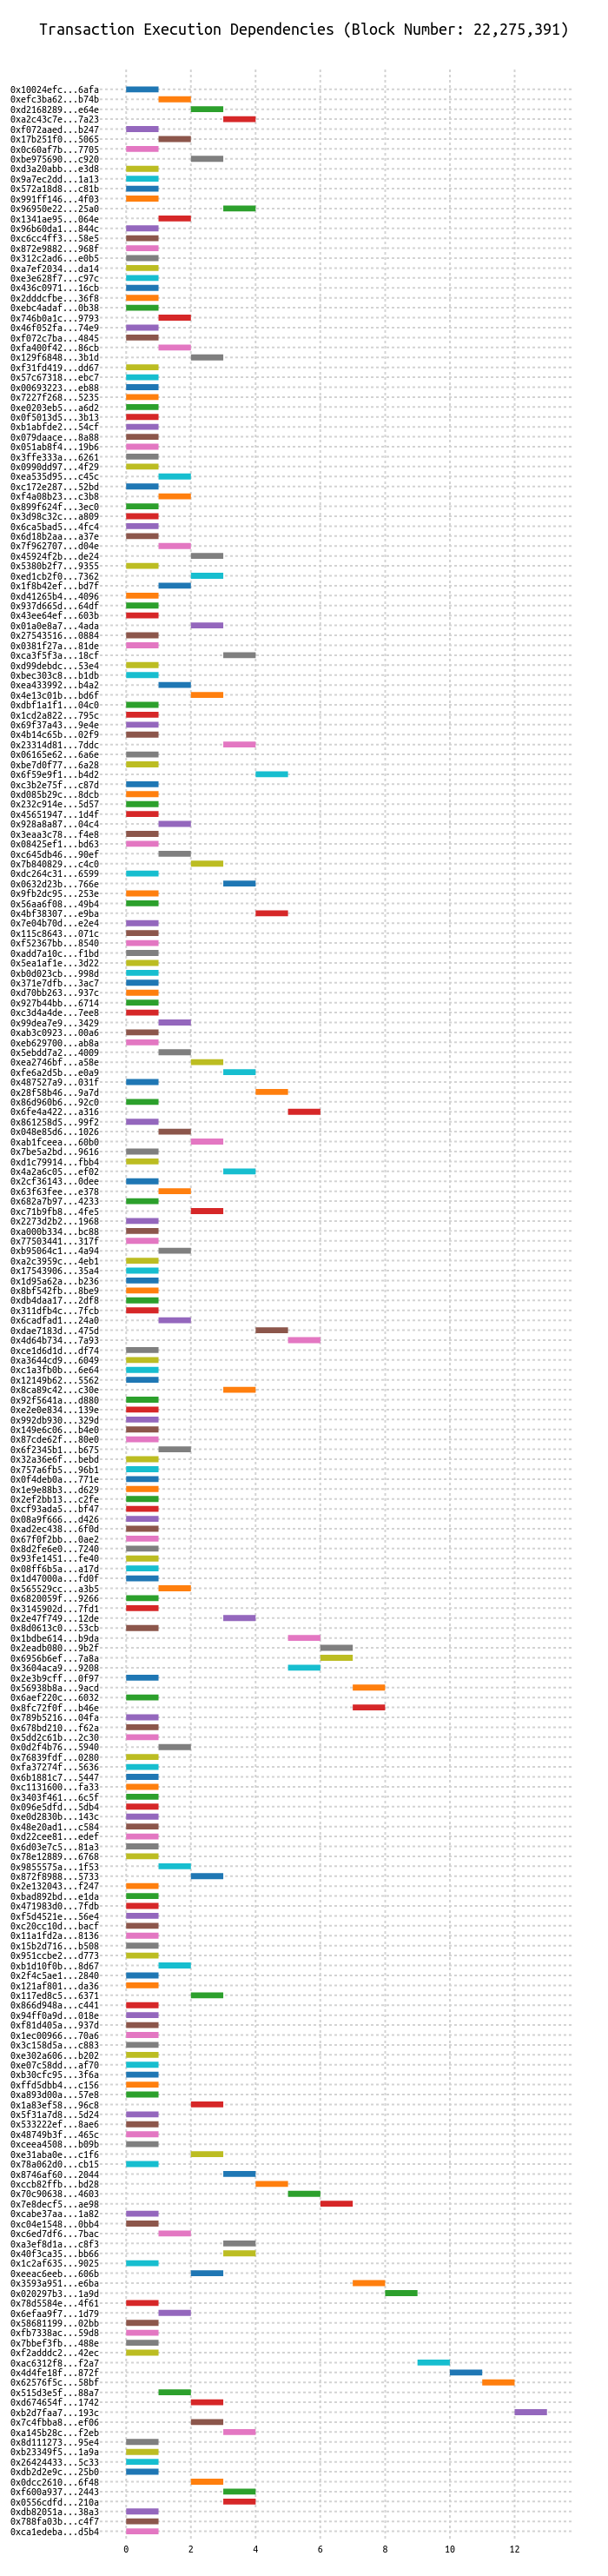 Transaction Execution Dependencies (Block Number: 22,275,391)
0x10024efc...6afa
0xefc3ba62...b74b
0xd2168289...e64e
0xa2c43c7e...7a23
0xf072aaed...b247
0x17b251f0...5065
0x0c60af7b...7705
0xbe975690...c920
0xd3a20abb...e3d8
0x9a7ec2dd...1a13
0x572a18d8...c81b
0x991ff146...4f03
0x96950e22...25a0
0x1341ae95...064e
0x96b60da1...844c
0xc6cc4ff3...58e5
0x872e9882...968f
0x312c2ad6...e0b5
0xa7ef2034...da14
0xe3e628f7...c97c
0x436c0971...16cb
0x2dddcfbe...36f8
0xebc4adaf...0b38
0x746b0a1c...9793
0x46f052fa...74e9
0xf072c7ba...4845
0xfa400f42...86cb
0x129f6848...3b1d
0xf31fd419...dd67
0x57c67318...ebc7
0x00693223...eb88
0x7227f268...5235
0xe0203eb5...a6d2
0x0f5013d5...3b13
0xb1abfde2...54cf
0x079daace...8a88
0x051ab8f4...19b6
0x3ffe333a...6261
0x0990dd97...4f29
0xea535d95...c45c
0xc172e287...52bd
0xf4a08b23...c3b8
0x899f624f...3ec0
0x3d98c32c...a809
0x6ca5bad5...4fc4
0x6d18b2aa...a37e
0x7f962707...d04e
0x45924f2b...de24
0x5380b2f7...9355
0xed1cb2f0...7362
0x1f8b42ef...bd7f
0xd41265b4...4096
0x937d665d...64df
0x43ee64ef...603b
0x01a0e8a7...4ada
0x27543516...0884
0x0381f27a...81de
0xca3f5f3a...18cf
0xd99debdc...53e4
0xbec303c8...b1db
0xea433992...b4a2
0x4e13c01b...bd6f
0xdbf1a1f1...04c0
0x1cd2a822...795c
0x69f37a43...9e4e
0x4b14c65b...02f9
0x23314d81...7ddc
0x06165e62...6a6e
0xbe7d0f77...6a28
0x6f59e9f1...b4d2
0xc3b2e75f...c87d
0xd085b29c...8dcb
0x232c914e...5d57
0x45651947...1d4f
0x928a8a87...04c4
0x3eaa3c78...f4e8
0x08425ef1...bd63
0xc645db46...90ef
0x7b840829...c4c0
0xdc264c31...6599
0x0632d23b...766e
0x9fb2dc95...253e
0x56aa6f08...49b4
0x4bf38307...e9ba
0x7e04b70d...e2e4
0x115c8643...071c
0xf52367bb...8540
0xadd7a10c...f1bd
0x5ea1af1e...3d22
0xb0d023cb...998d
0x371e7dfb...3ac7
0xd70bb263...937c
0x927b44bb...6714
0xc3d4a4de...7ee8
0x99dea7e9...3429
0xab3c0923...00a6
0xeb629700...ab8a
0x5ebdd7a2...4009
0xea2746bf...a58e
0xfe6a2d5b...e0a9
0x487527a9...031f
0x28f58b46...9a7d
0x86d960b6...92c0
0x6fe4a422...a316
0x861258d5...99f2
0x048e85d6...1026
0xab1fceea...60b0
0x7be5a2bd...9616
0xd1c79914...fbb4
0x4a2a6c05...ef02
0x2cf36143...0dee
0x63f63fee...e378
0x682a7b97...4233
0xc71b9fb8...4fe5
0x2273d2b2...1968
0xa000b334...bc88
0x77503441...317f
0xb95064c1...4a94
0xa2c3959c...4eb1
0x17543906...35a4
0x1d95a62a...b236
0x8bf542fb...8be9
0xdb4daa17...2df8
0x311dfb4c...7fcb
0x6cadfad1...24a0
0xdae7183d...475d
0x4d64b734...7a93
0xce1d6d1d...df74
0xa3644cd9...6049
0xc1a3fb0b...6e64
0x12149b62...5562
0x8ca89c42...c30e
0x92f5641a...d880
0xe2e0e834...139e
0x992db930...329d
0x149e6c06...b4e0
0x87cde62f...80e0
0x6f2345b1...b675
0x32a36e6f...bebd
0x757a6fb5...96b1
0x0f4deb0a...771e
0x1e9e88b3...d629
0x2ef2bb13...c2fe
0xcf93ada5...bf47
0x08a9f666...d426
0xad2ec438...6f0d
0x67f0f2bb...0ae2
0x8d2fe6e0...7240
0x93fe1451...fe40
0x08ff6b5a...a17d
0x1d47000a...fd0f
0x565529cc...a3b5
0x6820059f...9266
0x3145902d...7fd1
0x2e47f749...12de
0x8d0613c0...53cb
0x1bdbe614...b9da
0x2eadb080...9b2f
0x6956b6ef...7a8a
0x3604aca9...9208
0x2e3b9cff...0f97
0x56938b8a...9acd
0x6aef220c...6032
0x8fc72f0f...b46e
0x789b5216...04fa
0x678bd210...f62a
0x5dd2c61b...2c30
0x0d2f4b76...5940
0x76839fdf...0280
0xfa37274f...5636
0x6b1881c7...5447
0xc1131600...fa33
0x3403f461...6c5f
0x096e5dfd...5db4
0xe0d2830b...143c
0x48e20ad1...c584
0xd22cee81...edef
0x6d03e7c5...81a3
0x78e12889...6768
0x9855575a...1f53
0x872f8988...5733
0x2e132043...f247
0xbad892bd...e1da
0x471983d0...7fdb
0xf5d4521e...56e4
0xc20cc10d...bacf
0x11a1fd2a...8136
0x15b2d716...b508
0x951ccbe2...d773
0xb1d10f0b...8d67
0x2f4c5ae1...2840
0x121af801...da36
0x117ed8c5...6371
0x866d948a...c441
0x94ff0a9d...018e
0xf81d405a...937d
0x1ec00966...70a6
0x3c158d5a...c883
0xe302a606...b202
0xe07c58dd...af70
0xb30cfc95...3f6a
0xffd5dbb4...c156
0xa893d00a...57e8
0x1a83ef58...96c8
0x5f31a7d8...5d24
0x533222ef...8ae6
0x48749b3f...465c
0xceea4508...b09b
0xe31aba0e...c1f6
0x78a062d0...cb15
0x8746af60...2044
0xccb82ffb...bd28
0x70c90638...4603
0x7e8decf5...ae98
0xcabe37aa...1a82
0xc04e1548...0bb4
0xc6ed7df6...7bac
0xa3ef8d1a...c8f3
0x40f3ca35...bb66
0x1c2af635...9025
0xeeac6eeb...606b
0x3593a951...e6ba
0x020297b3...1a9d
0x78d5584e...4f61
0x6efaa9f7...1d79
0x58681199...02bb
0xfb7338ac...59d8
0x7bbef3fb...488e
0xf2adddc2...42ec
0xac6312f8...f2a7
0x4d4fe18f...872f
0x62576f5c...58bf
0x515d3e5f...88a7
0xd674654f...1742
0xb2d7faa7...193c
0x7c4fbba8...ef06
0xa145b28c...f2eb
0x8d111273...95e4
0xb23349f5...1a9a
0x26424433...5c33
0xdb2d2e9c...25b0
0x0dcc2610...6f48
0xf600a937...2443
0x0556cdfd...210a
0xdb82051a...38a3
0x788fa03b...c4f7
0xca1edeba...d5b4
0 2 4 6 8 10 12